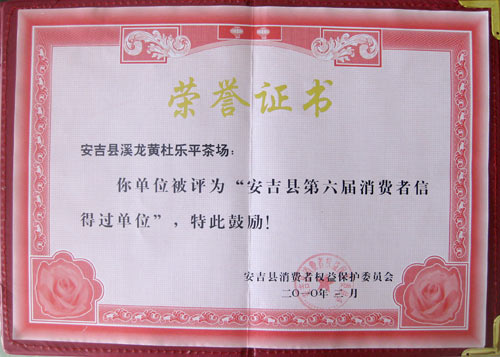 荣誉证书
安吉县溪龙黄杜乐平茶场：
你单位被评为“安吉县第六届消费者信
得过单位”，特此鼓励！
安吉县消费者权益保护委员会
二〇一〇年 二 月